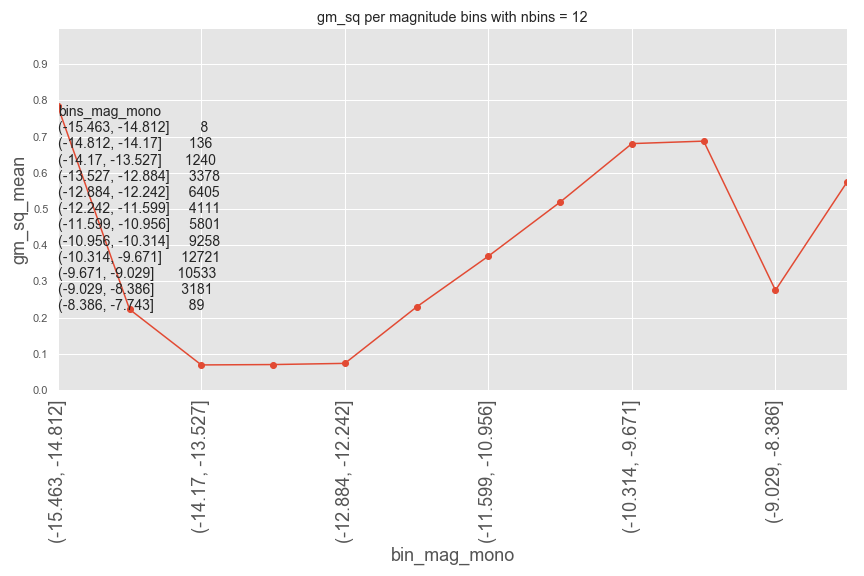 gm_sq per magnitude bins with nbins = 12
0.9
0.8
0.7
0.6
0.5
0.4
0.3
0.2
0.1
0.0
gm_sq_mean
bins_mag_mono
(-15.463, -14.812] 8
(-14.812, -14.17] 136
(-14.17, -13.527] 1240
(-13.527, -12.884] 3378
(-12.884, -12.242] 6405
(-12.242, -11.599] 4111
(-11.599, -10.956] 5801
(-10.956, -10.314] 9258
(-10.314, -9.671] 12721
(-9.671, -9.029] 10533
(-9.029, -8.386] 3181
(-8.386, -7.743] 89
(-15.463, -14.812]
(-14.17, -13.527]
(-12.884, -12.242]
(-11.599, -10.956]
(-10.314, -9.671]
(-9.029, -8.386]
bin_mag_mono